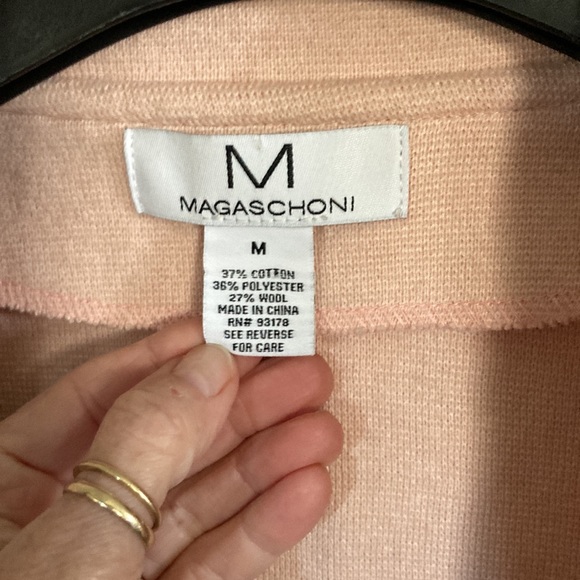 M
MAGASCHONI
M
37% COTTON
36% POLYESTER
27% WOOL
MADE IN CHINA
RN# 93178
SEE REVERSE
FOR CARE